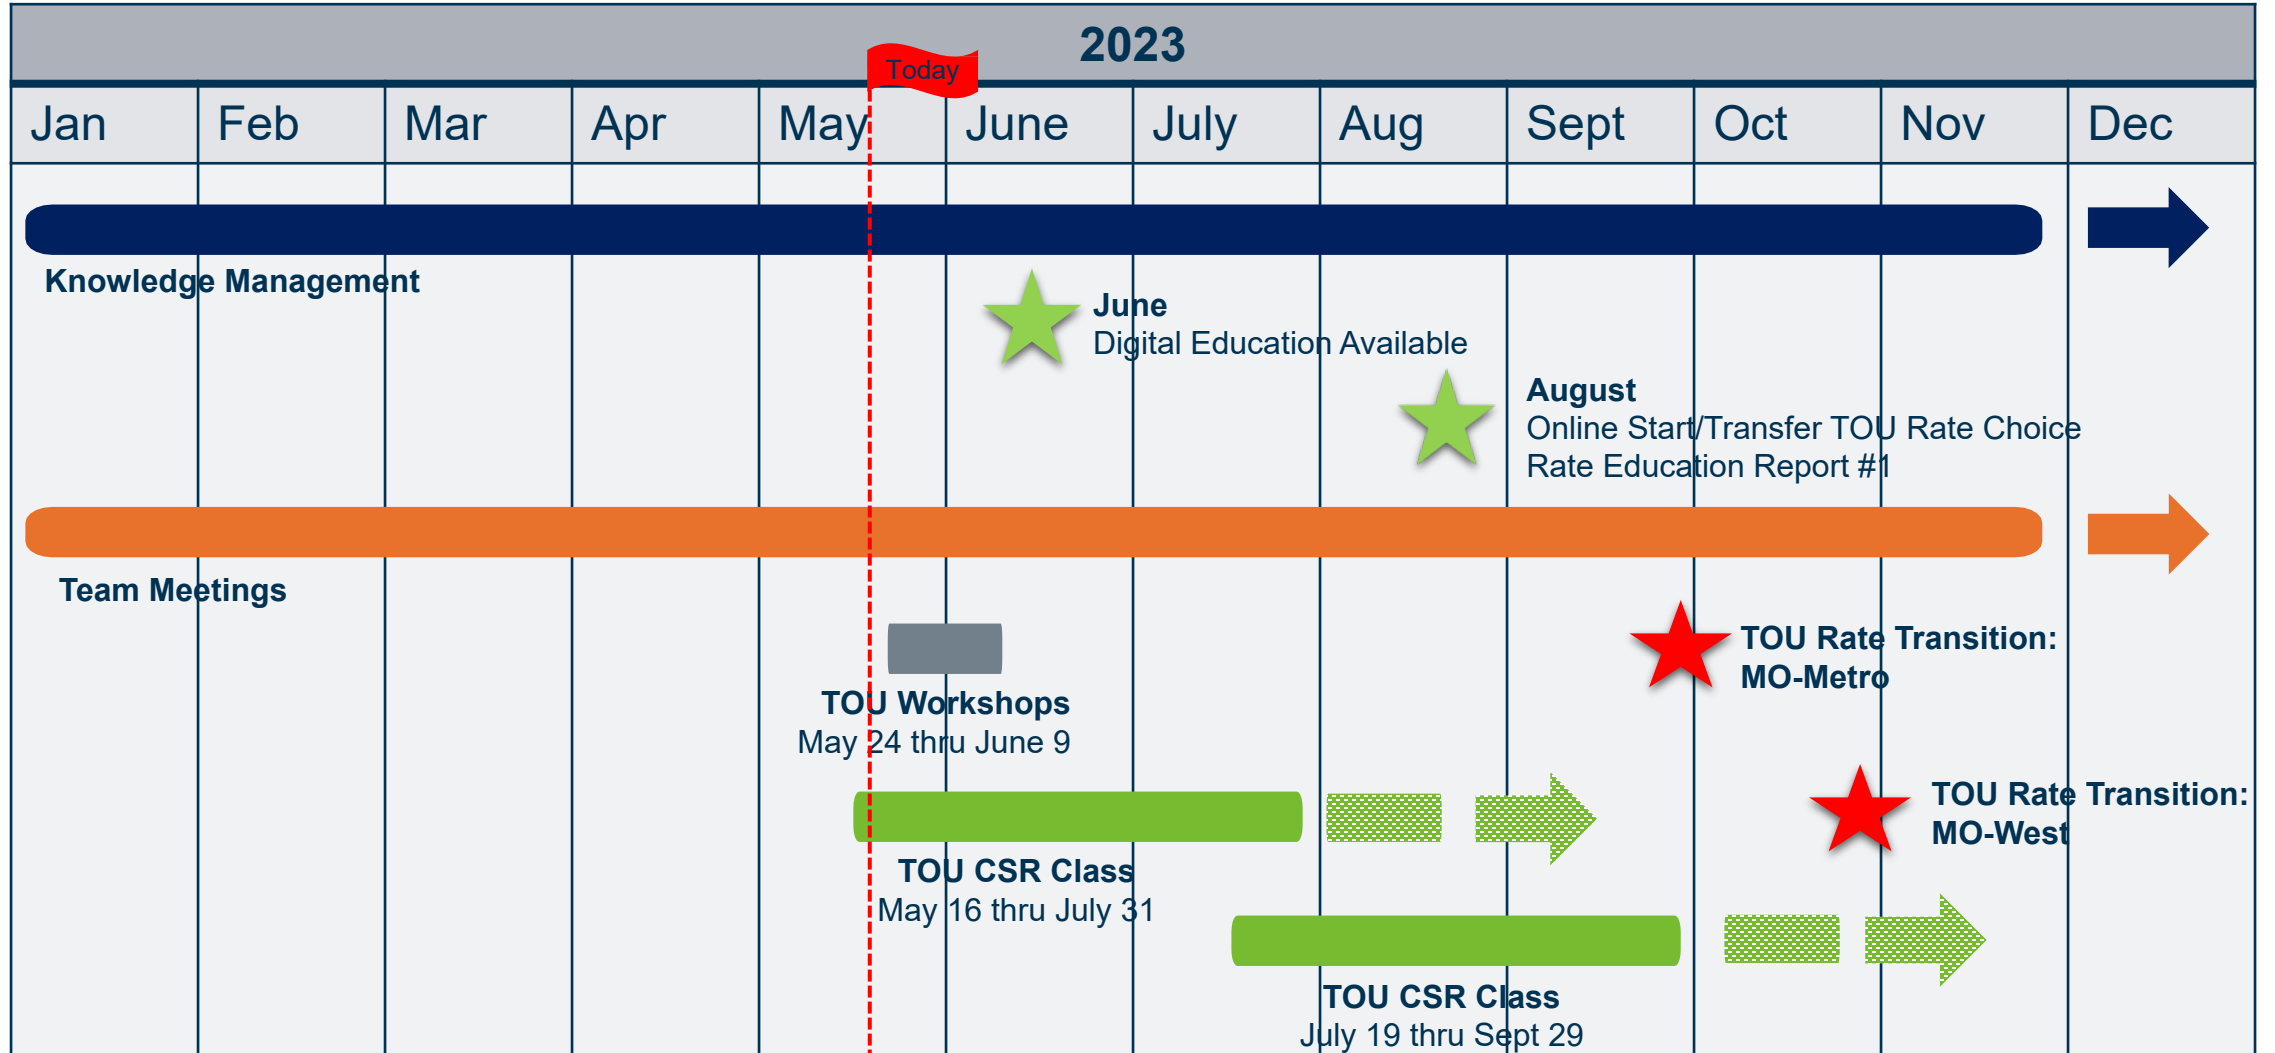 2023
Today
Jan Feb Mar Apr May June July Aug Sept Oct Nov Dec
Knowledge Management
June
Digital Education Available
August
Online Start/Transfer TOU Rate Choice
Rate Education Report #1
Team Meetings
TOU Rate Transition:
MO-Metro
TOU Workshops
May 24 thru June 9
TOU Rate Transition:
MO-West
TOU CSR Class
May 16 thru July 31
TOU CSR Class
July 19 thru Sept 29